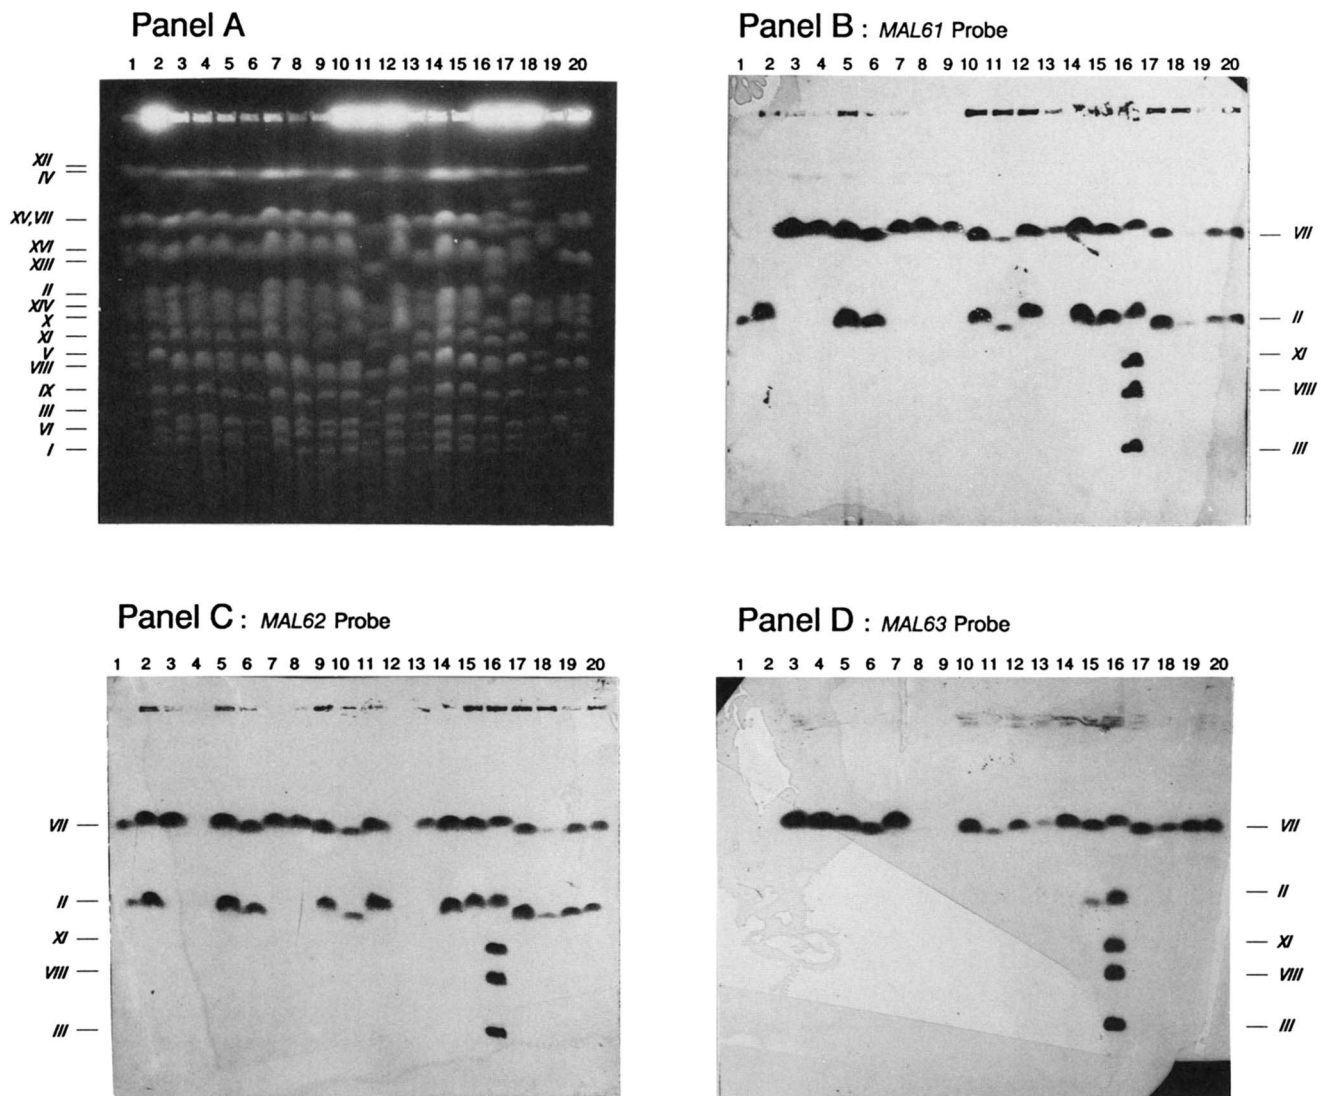 Panel A
1 2 3 4 5 6 7 8 9 10 11 12 13 14 15 16 17 18 19 20
XII
IV
XV,VII
XVI
XIII
II
XIV
X
XI
V
VIII
IX
III
VI
I
Panel B : MAL61 Probe
1 2 3 4 5 6 7 8 9 10 11 12 13 14 15 16 17 18 19 20
VII
II
XI
VIII
III
Panel C : MAL62 Probe
1 2 3 4 5 6 7 8 9 10 11 12 13 14 15 16 17 18 19 20
VII
II
XI
VIII
III
Panel D : MAL63 Probe
1 2 3 4 5 6 7 8 9 10 11 12 13 14 15 16 17 18 19 20
VII
II
XI
VIII
III